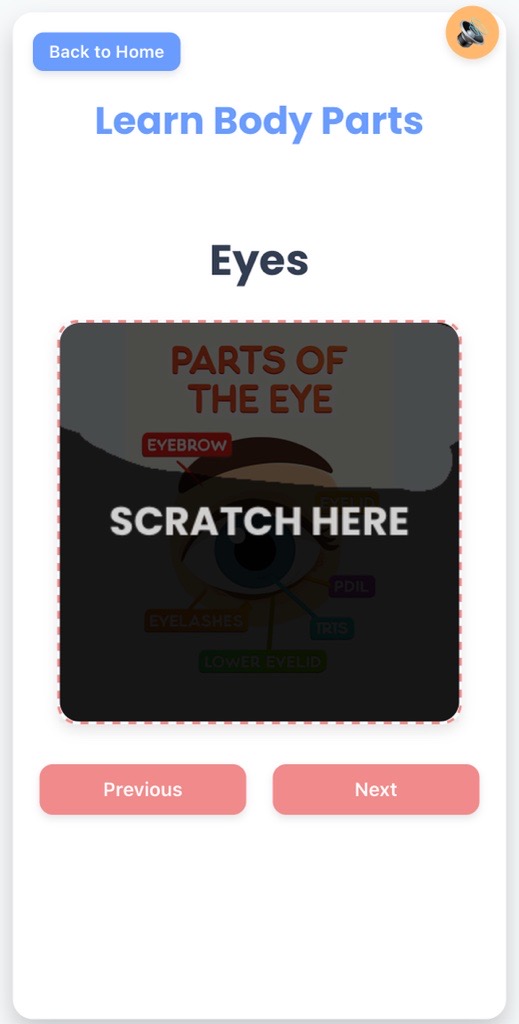 Back to Home
Learn Body Parts
Eyes
PARTS OF
THE EYE
EYEBROW
EYELID
SCRATCH HERE
PDIL
EYELASHES
IRIS
LOWER EYELID
Previous
Next